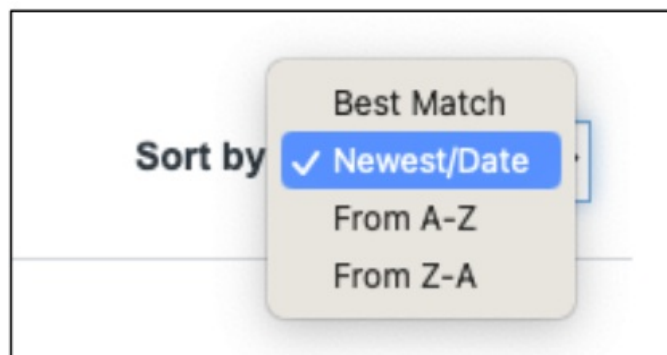 Best Match
Sort by ✓ Newest/Date
From A-Z
From Z-A